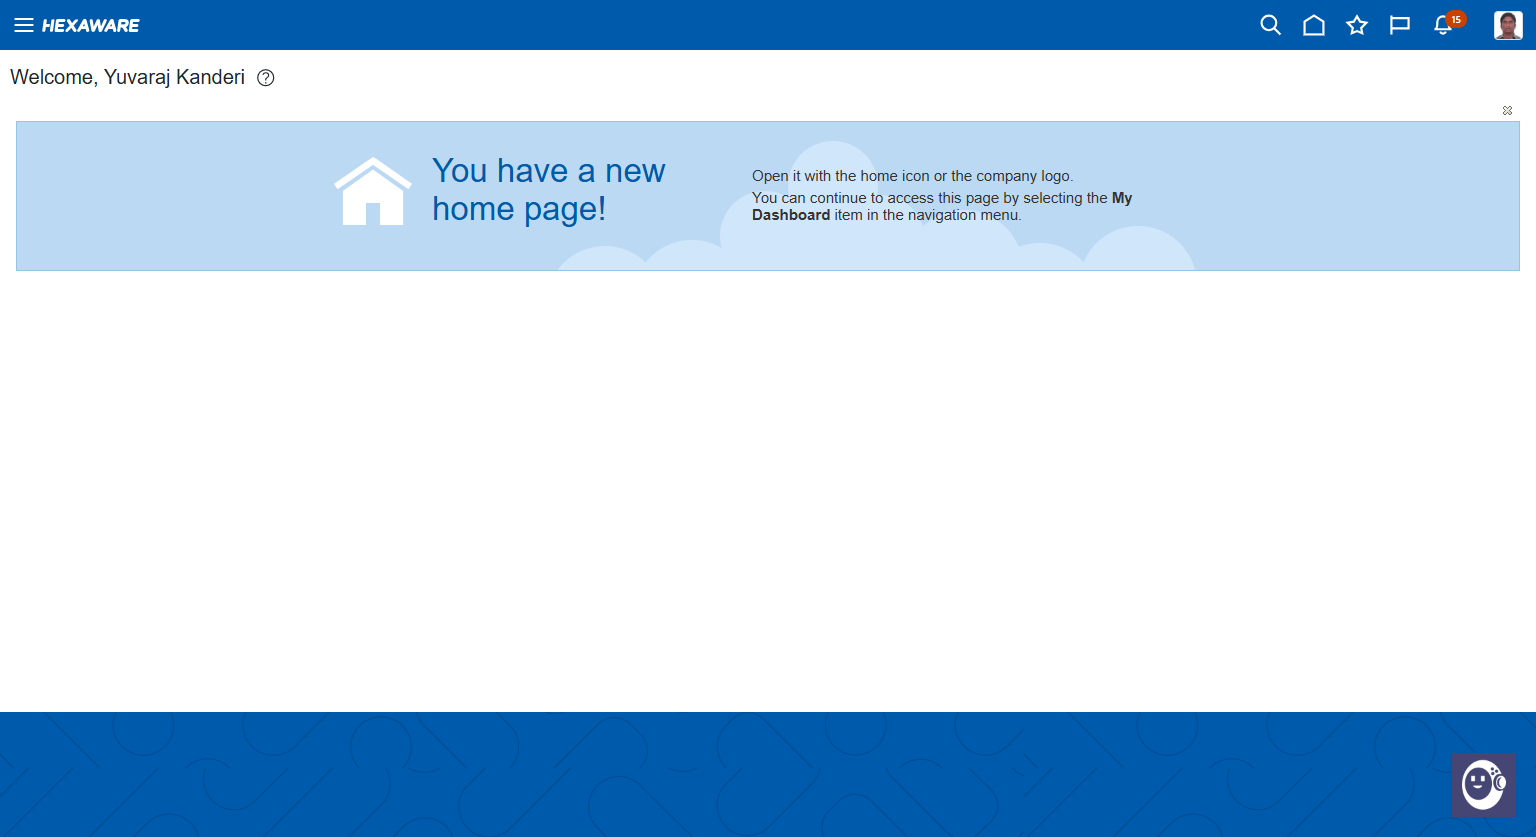 HEXAWARE
15
Welcome, Yuvaraj Kanderi
You have a new
home page!
Open it with the home icon or the company logo.
You can continue to access this page by selecting the My
Dashboard item in the navigation menu.